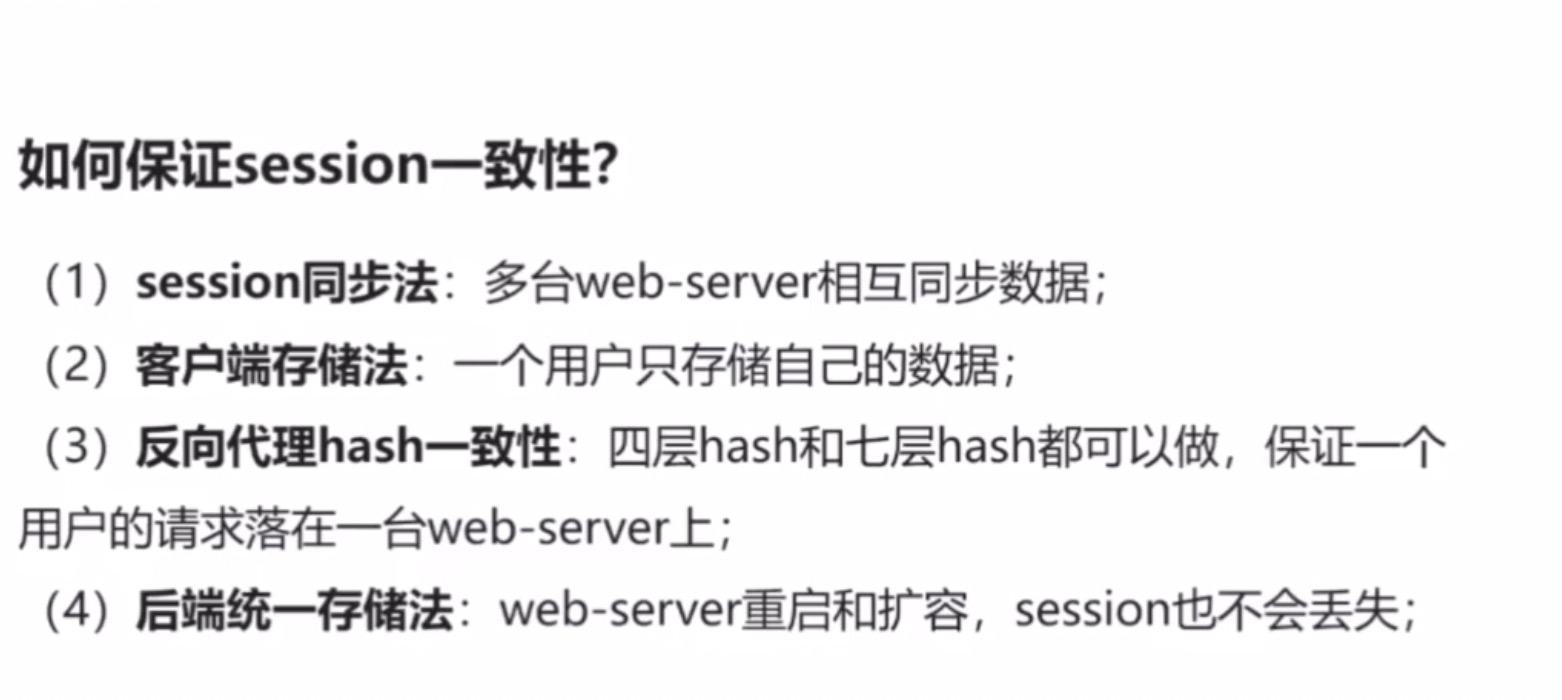 如何保证session一致性？
（1）session同步法：多台web-server相互同步数据；
（2）客户端存储法：一个用户只存储自己的数据；
（3）反向代理hash一致性：四层hash和七层hash都可以做，保证一个
用户的请求落在一台web-server上；
（4）后端统一存储法：web-server重启和扩容，session也不会丢失；